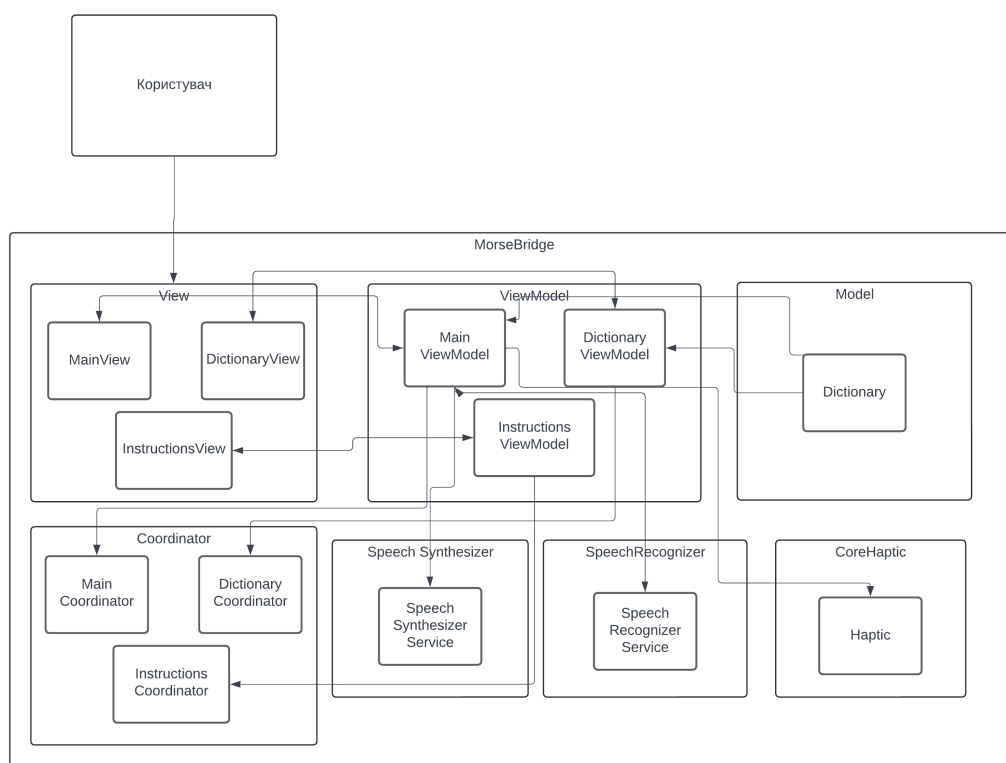 Користувач
MorseBridge
View
MainView
DictionaryView
InstructionsView
ViewModel
Main
ViewModel
Dictionary
ViewModel
Instructions
ViewModel
Model
Dictionary
Coordinator
Main
Coordinator
Dictionary
Coordinator
Instructions
Coordinator
Speech Synthesizer
Speech
Synthesizer
Service
SpeechRecognizer
Speech
Recognizer
Service
CoreHaptic
Haptic